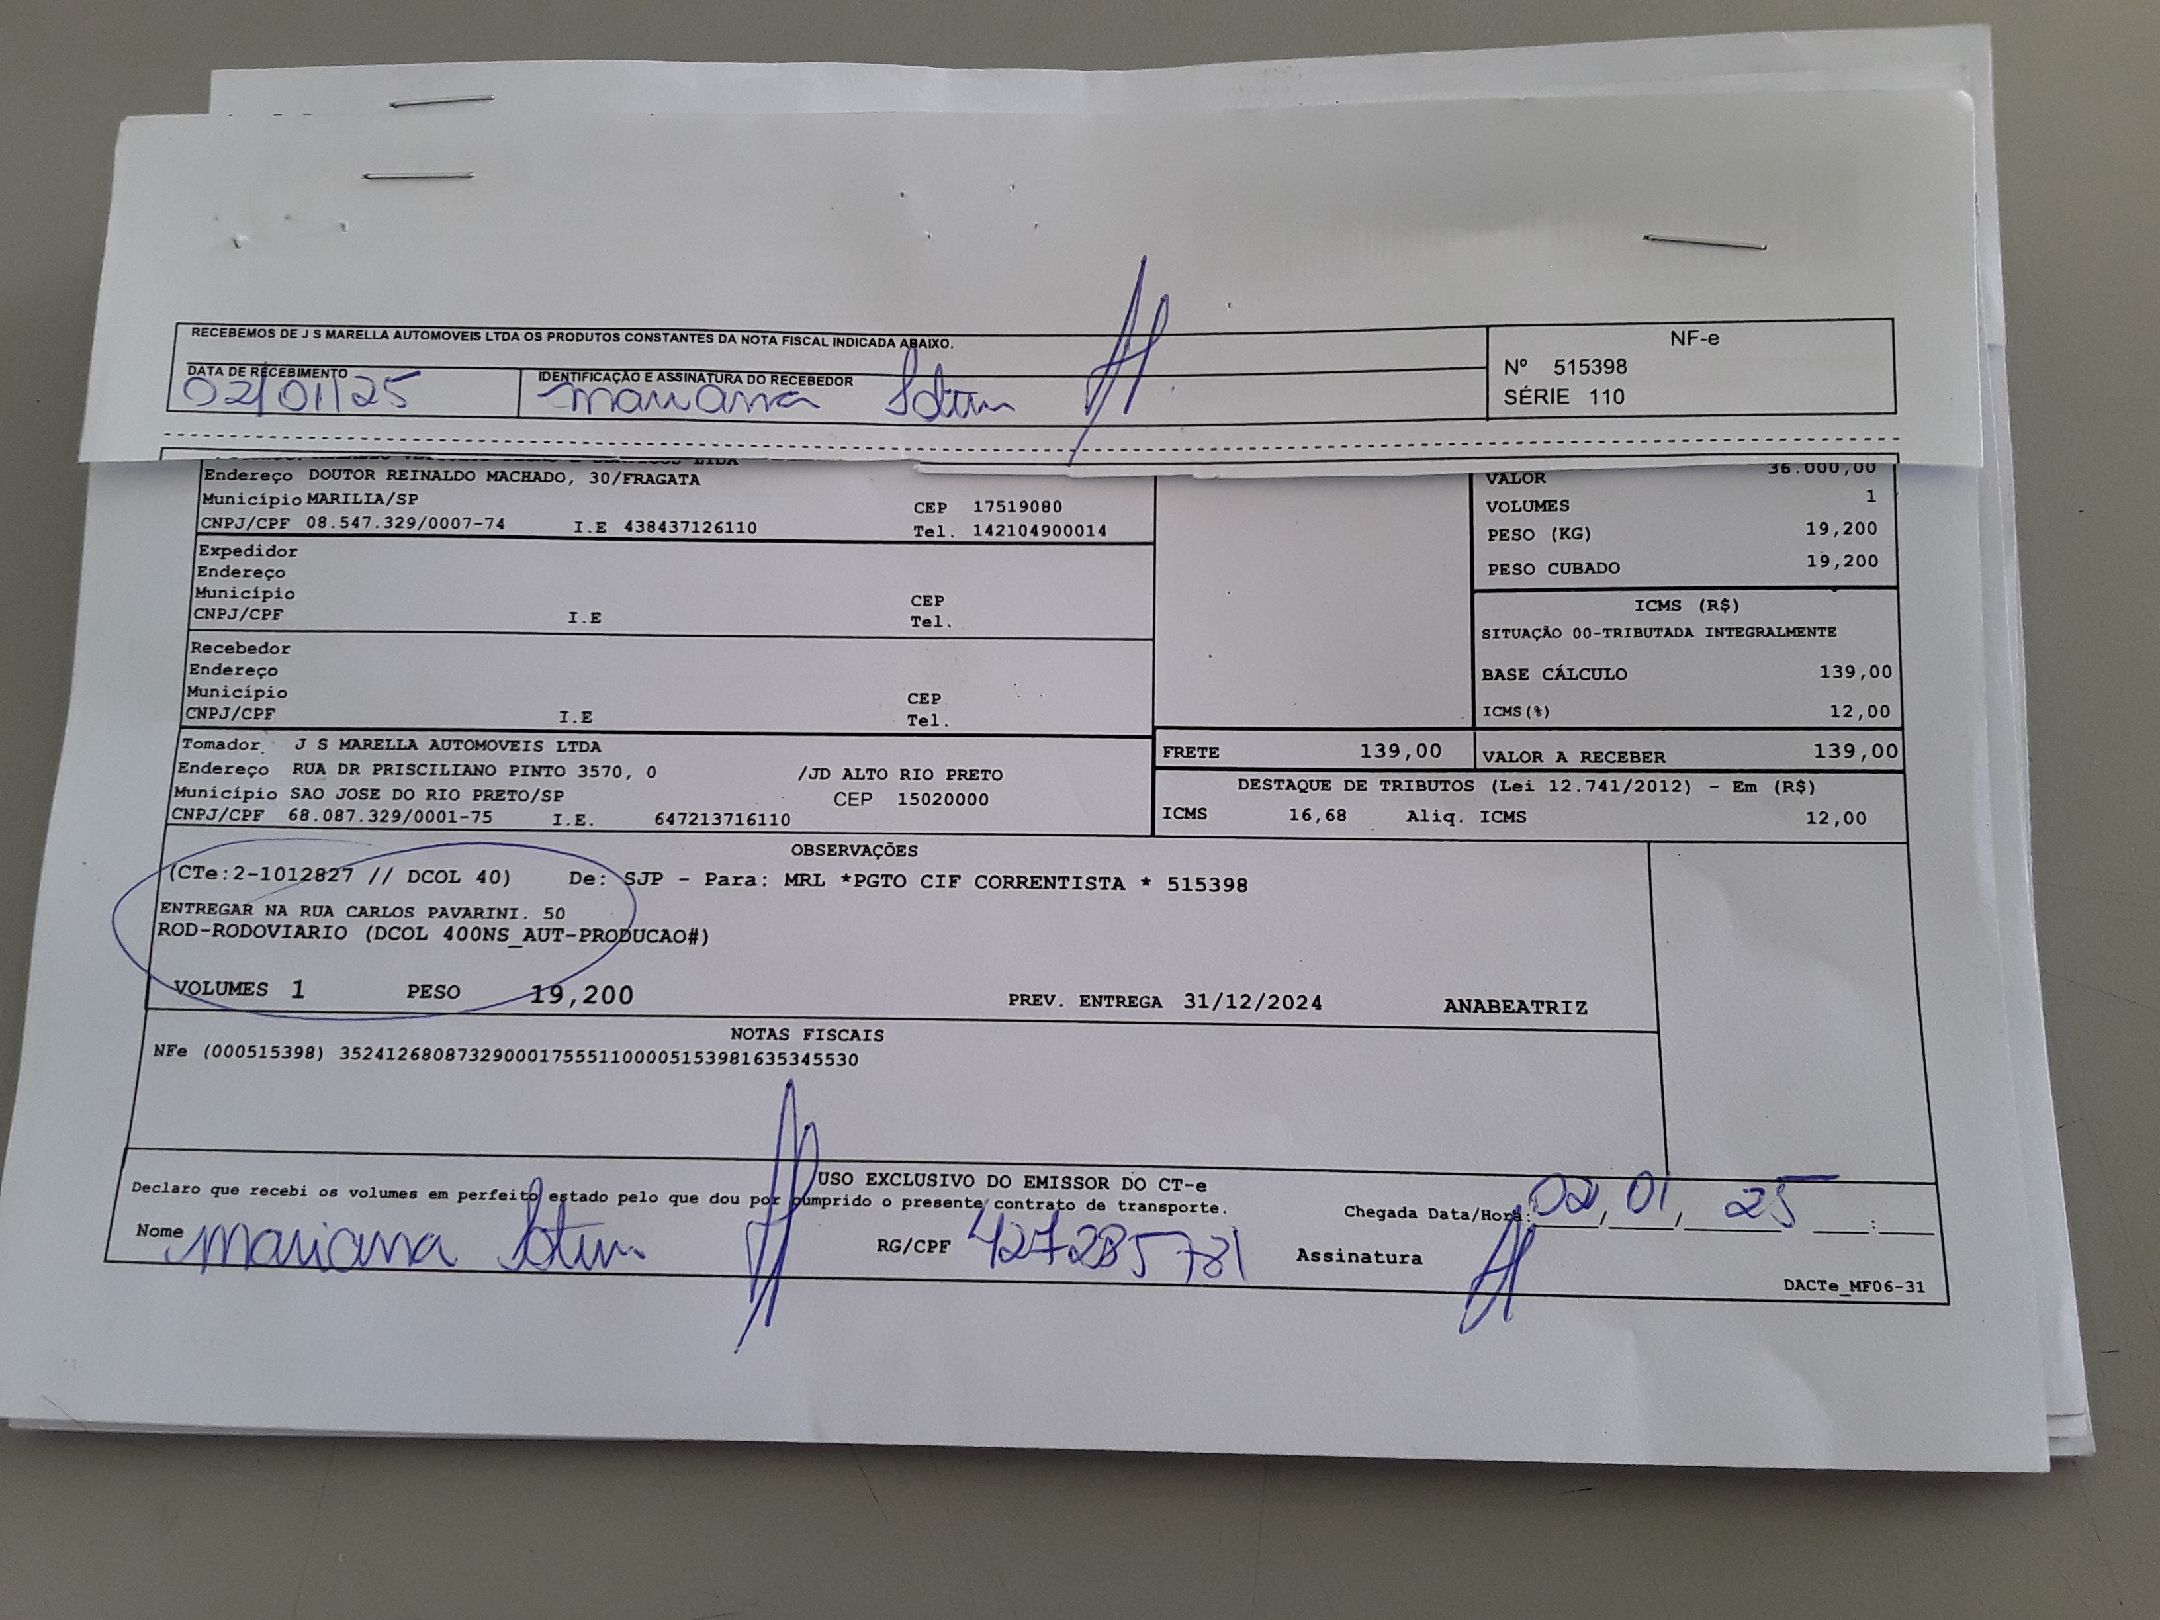 RECEBEMOS DE J S MARELLA AUTOMOVEIS LTDA OS PRODUTOS CONSTANTES DA NOTA FISCAL INDICADA ABAIXO.
NF-e
Nº 515398
SÉRIE 110
DATA DE RECEBIMENTO
02/01/25
IDENTIFICAÇÃO E ASSINATURA DO RECEBEDOR
mariana
Endereço DOUTOR REINALDO MACHADO, 30/FRAGATA
Município MARILIA/SP CEP 17519080
CNPJ/CPF 08.547.329/0007-74 I.E 438437126110 Tel. 142104900014
Expedidor
Endereço
Município CEP
CNPJ/CPF I.E Tel.
Recebedor
Endereço
Município CEP
CNPJ/CPF I.E Tel.
Tomador. J S MARELLA AUTOMOVEIS LTDA
Endereço RUA DR PRISCILIANO PINTO 3570, 0 /JD ALTO RIO PRETO
Município SAO JOSE DO RIO PRETO/SP CEP 15020000
CNPJ/CPF 68.087.329/0001-75 I.E. 647213716110
VALOR 36.000,00
VOLUMES 1
PESO (KG) 19,200
PESO CUBADO 19,200
ICMS (R$)
SITUAÇÃO 00-TRIBUTADA INTEGRALMENTE
BASE CÁLCULO 139,00
ICMS(%) 12,00
FRETE 139,00 VALOR A RECEBER 139,00
DESTAQUE DE TRIBUTOS (Lei 12.741/2012) - Em (R$)
ICMS 16,68 Aliq. ICMS 12,00
OBSERVAÇÕES
(CTe:2-1012827 // DCOL 40) De: SJP - Para: MRL *PGTO CIF CORRENTISTA * 515398
ENTREGAR NA RUA CARLOS PAVARINI. 50
ROD-RODOVIARIO (DCOL 400NS_AUT-PRODUCAO#)
VOLUMES 1 PESO 19,200 PREV. ENTREGA 31/12/2024 ANABEATRIZ
NOTAS FISCAIS
NFe (000515398) 35241268087329000175551100005153981635345530
USO EXCLUSIVO DO EMISSOR DO CT-e
Declaro que recebi os volumes em perfeito estado pelo que dou por cumprido o presente contrato de transporte.
Chegada Data/Hora: 02/01/25 :
Nome mariana RG/CPF Assinatura
DACTe_MF06-31